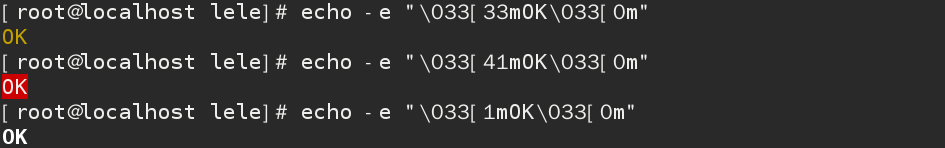 [root@localhost lele]# echo -e "\033[33mOK\033[0m"
OK
[root@localhost lele]# echo -e "\033[41mOK\033[0m"
OK
[root@localhost lele]# echo -e "\033[1mOK\033[0m"
OK